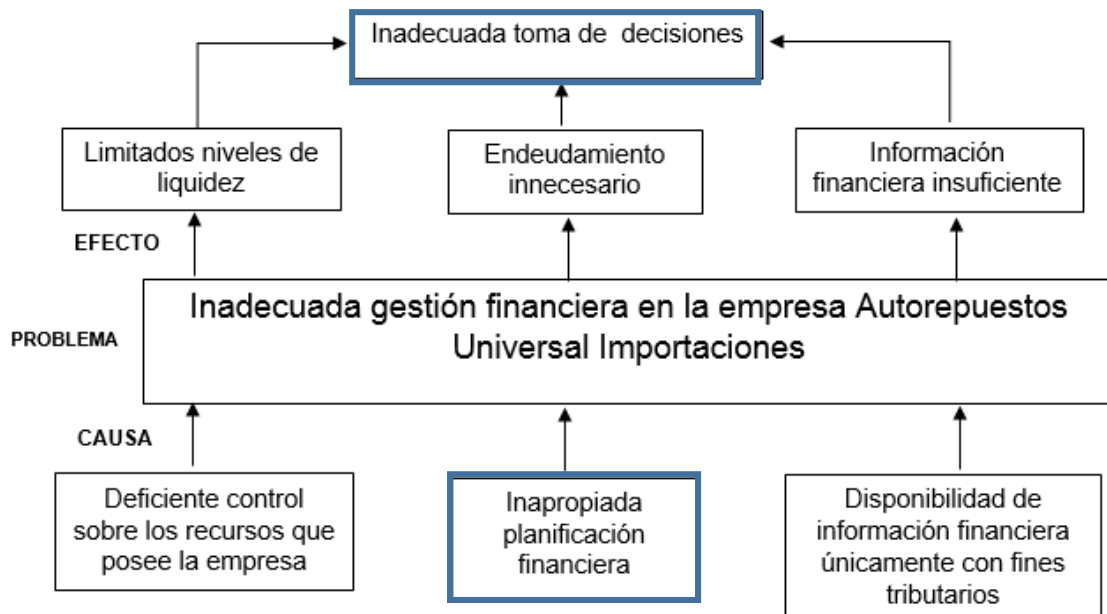 Inadecuada toma de decisiones
Limitados niveles de
liquidez
Endeudamiento
innecesario
Información
financiera insuficiente
EFECTO
Inadecuada gestión financiera en la empresa Autorepuestos
Universal Importaciones
PROBLEMA
CAUSA
Deficiente control
sobre los recursos que
posee la empresa
Inapropiada
planificación
financiera
Disponibilidad de
información financiera
únicamente con fines
tributarios